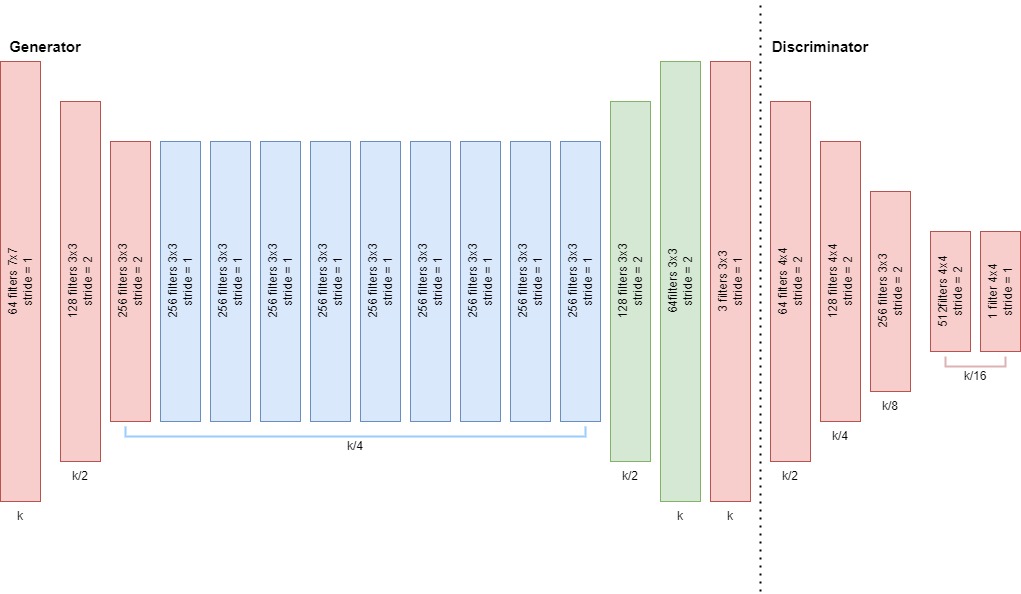 Generator
Discriminator
64 filters 7x7
stride = 1
128 filters 3x3
stride = 2
256 filters 3x3
stride = 2
256 filters 3x3
stride = 1
256 filters 3x3
stride = 1
256 filters 3x3
stride = 1
256 filters 3x3
stride = 1
256 filters 3x3
stride = 1
256 filters 3x3
stride = 1
256 filters 3x3
stride = 1
256 filters 3x3
stride = 1
256 filters 3x3
stride = 1
128 filters 3x3
stride = 2
64filters 3x3
stride = 2
3 filters 3x3
stride = 1
64 filters 4x4
stride = 2
128 filters 4x4
stride = 2
256 filters 3x3
stride = 2
512filters 4x4
stride = 2
1 filter 4x4
stride = 1
k
k/2
k/4
k/2
k
k
k/2
k/4
k/8
k/16